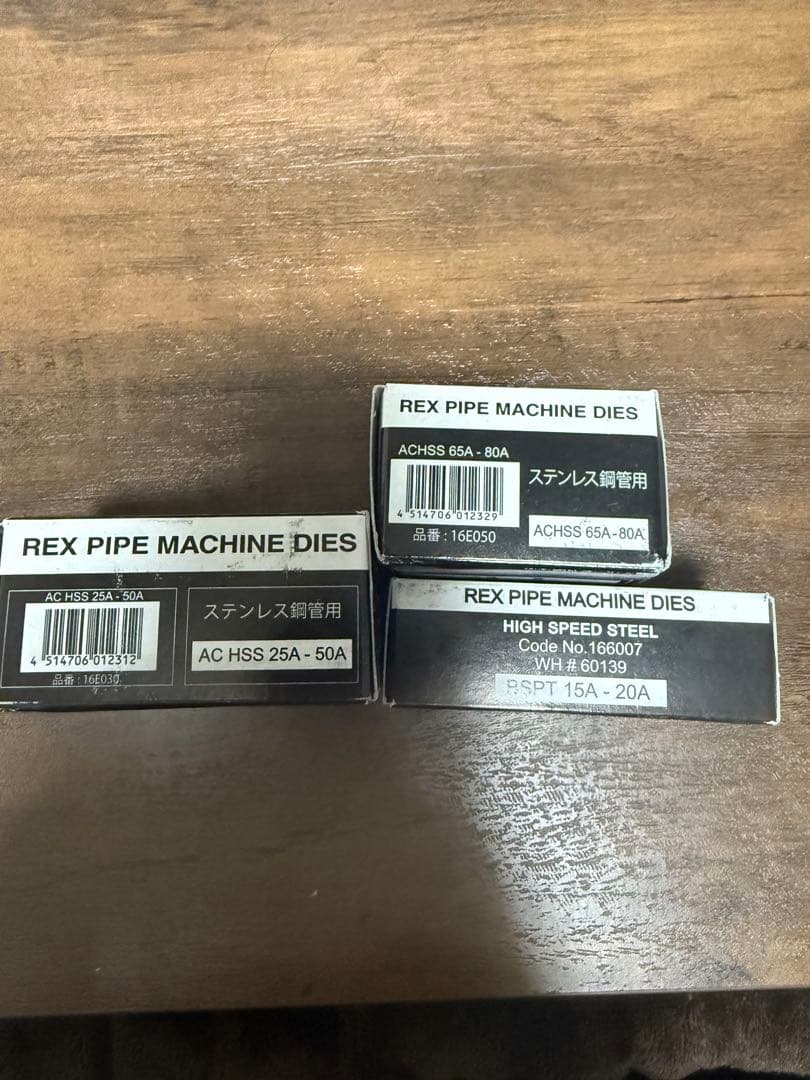 REX PIPE MACHINE DIES
ACHSS 65A - 80A
4 514706 012329
品番 : 16E050
ステンレス鋼管用
ACHSS 65A-80A
REX PIPE MACHINE DIES
AC HSS 25A - 50A
4 514706 012312
品番 : 16E030
ステンレス鋼管用
AC HSS 25A - 50A
REX PIPE MACHINE DIES
HIGH SPEED STEEL
Code No.166007
WH # 60139
BSPT 15A - 20A